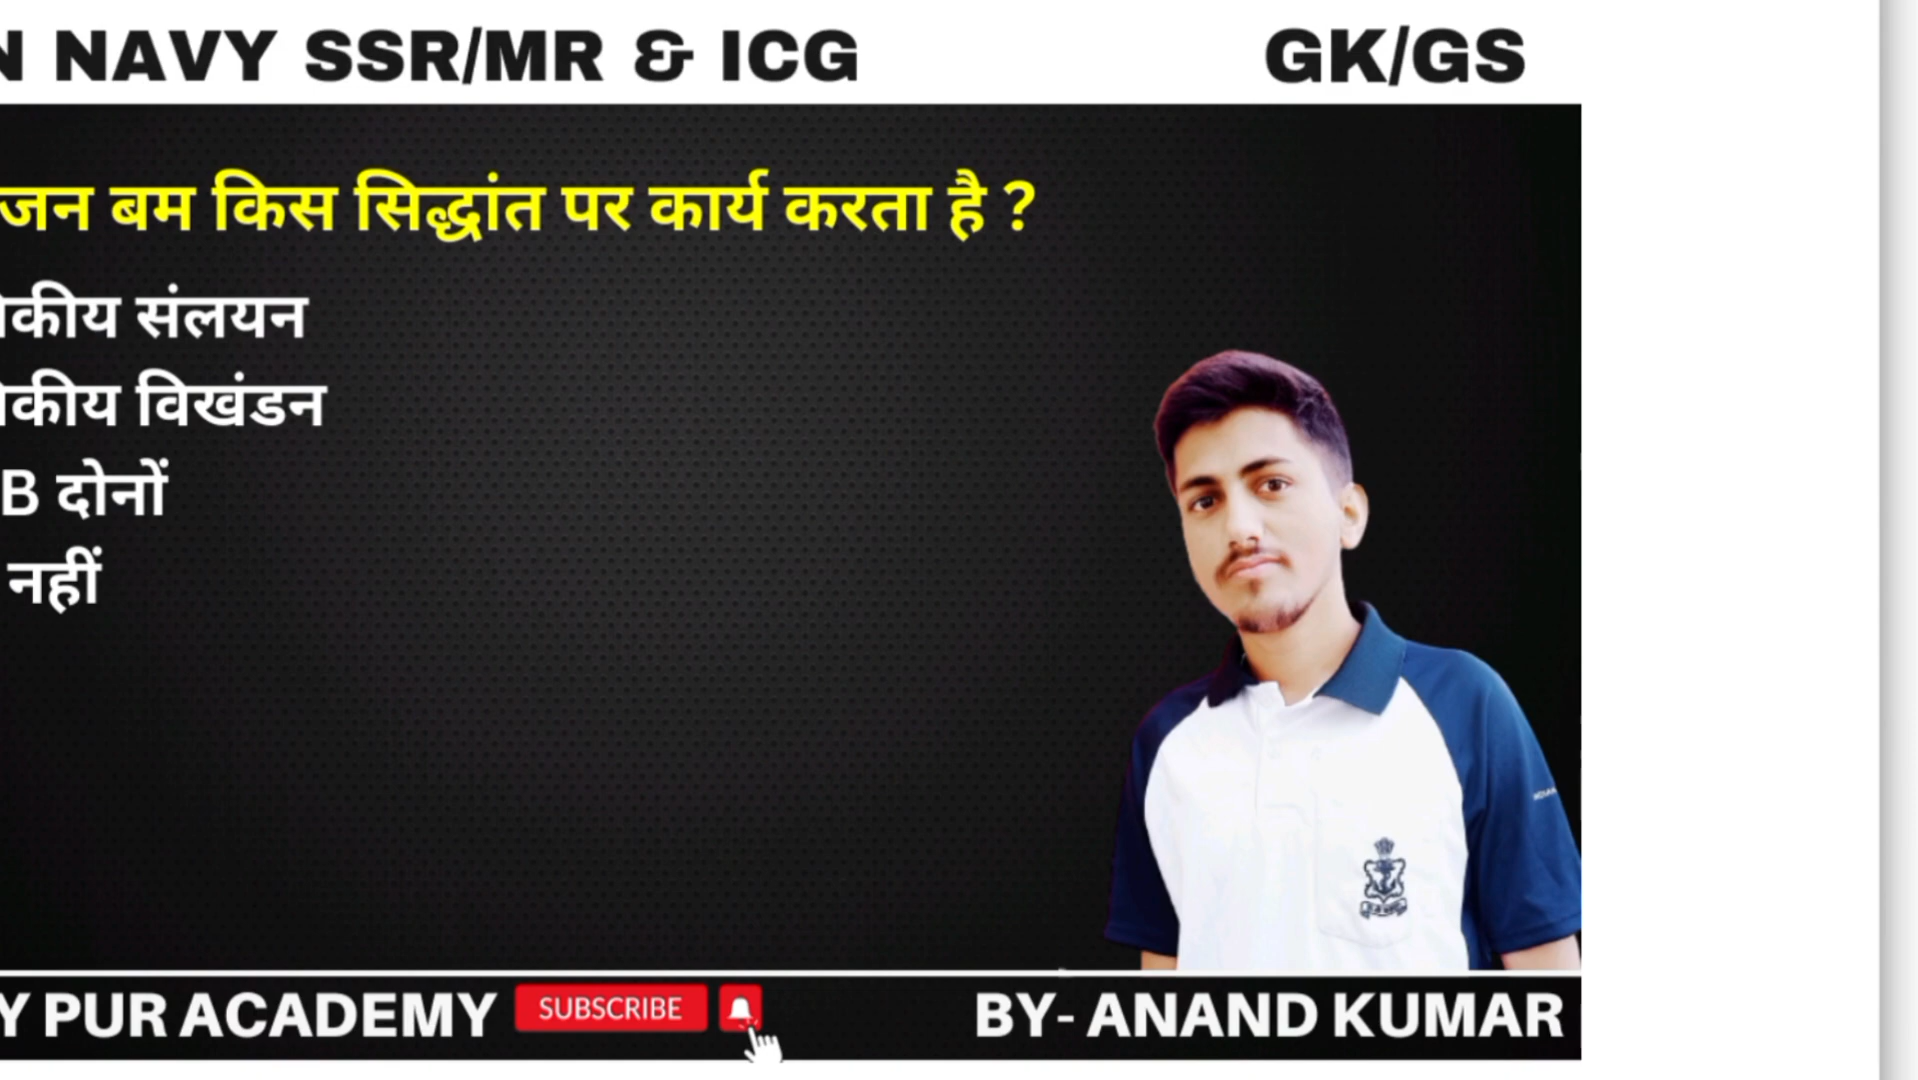 N NAVY SSR/MR & ICG
GK/GS
जन बम किस सिद्धांत पर कार्य करता है ?
कीय संलयन
कीय विखंडन
B दोनों
नहीं
Y PUR ACADEMY
SUBSCRIBE
BY- ANAND KUMAR